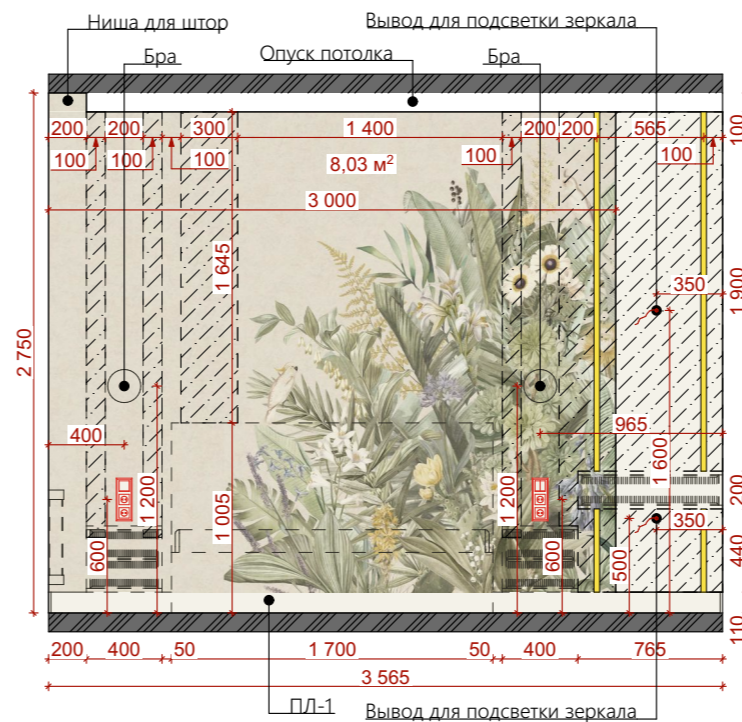 Ниша для штор
Вывод для подсветки зеркала
Бра
Опуск потолка
Бра
200 200 300 1 400 200 200 565 100
100 100 100 8,03 м² 100 100
3 000
1 645
350
1 900
2 750
400
965
1 200
1 005
1 200
1 600
200
350
600
600
500
440
110
200 400 50 1 700 50 400 765
3 565
ПЛ-1
Вывод для подсветки зеркала